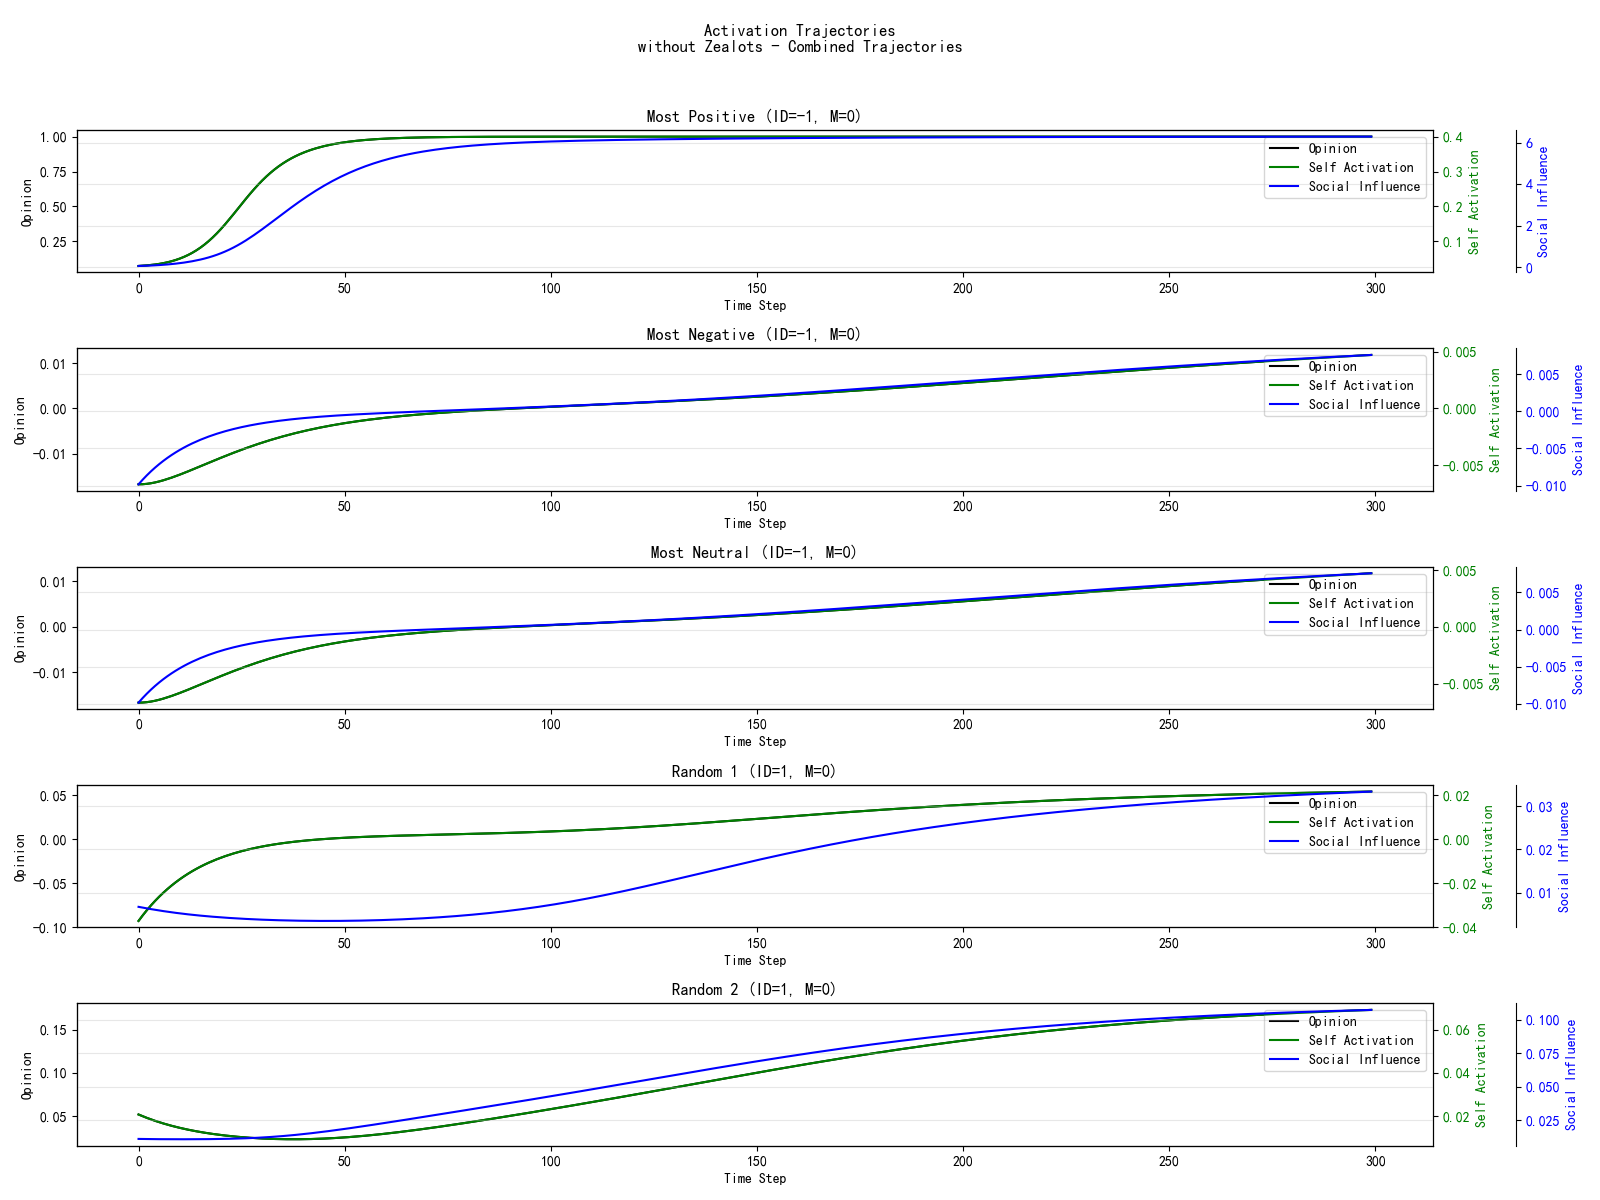 Activation Trajectories
without Zealots - Combined Trajectories
Most Positive (ID=-1, M=0)
Opinion
1.00
0.75
0.50
0.25
0 50 100 150 200 250 300
Time Step
Opinion
Self Activation
Social Influence
0.4
0.3
0.2
0.1
Self Activation
6
4
2
0
Social Influence
Most Negative (ID=-1, M=0)
Opinion
0.01
0.00
-0.01
0 50 100 150 200 250 300
Time Step
Opinion
Self Activation
Social Influence
0.005
0.000
-0.005
Self Activation
0.005
0.000
-0.005
-0.010
Social Influence
Most Neutral (ID=-1, M=0)
Opinion
0.01
0.00
-0.01
0 50 100 150 200 250 300
Time Step
Opinion
Self Activation
Social Influence
0.005
0.000
-0.005
Self Activation
0.005
0.000
-0.005
-0.010
Social Influence
Random 1 (ID=1, M=0)
Opinion
0.05
0.00
-0.05
-0.10
0 50 100 150 200 250 300
Time Step
Opinion
Self Activation
Social Influence
0.02
0.00
-0.02
-0.04
Self Activation
0.03
0.02
0.01
Social Influence
Random 2 (ID=1, M=0)
Opinion
0.15
0.10
0.05
0 50 100 150 200 250 300
Time Step
Opinion
Self Activation
Social Influence
0.06
0.04
0.02
Self Activation
0.100
0.075
0.050
0.025
Social Influence